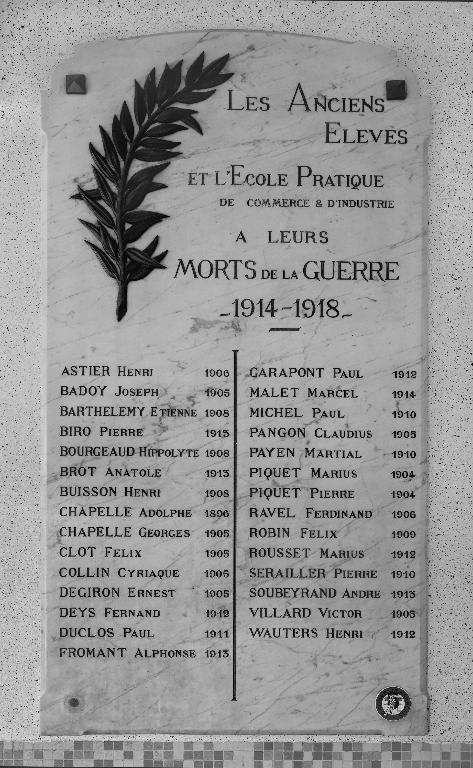 LES ANCIENS
ELEVES
ET L'ECOLE PRATIQUE
DE COMMERCE & D'INDUSTRIE
A LEURS
MORTS DE LA GUERRE
-1914-1918-
ASTIER HENRI 1906
BADOY JOSEPH 1905
BARTHELEMY ETIENNE 1908
BIRO PIERRE 1913
BOURGEAUD HIPPOLYTE 1908
BROT ANATOLE 1913
BUISSON HENRI 1908
CHAPELLE ADOLPHE 1896
CHAPELLE GEORGES 1905
CLOT FELIX 1905
COLLIN CYRIAQUE 1905
DEGIRON ERNEST 1905
DEYS FERNAND 1912
DUCLOS PAUL 1911
FROMANT ALPHONSE 1913
GARAPONT PAUL 1912
MALET MARCEL 1914
MICHEL PAUL 1910
PANGON CLAUDIUS 1905
PAYEN MARTIAL 1910
PIQUET MARIUS 1904
PIQUET PIERRE 1904
RAVEL FERDINAND 1906
ROBIN FELIX 1909
ROUSSET MARIUS 1912
SERAILLER PIERRE 1910
SOUBEYRAND ANDRE 1913
VILLARD VICTOR 1905
WAUTERS HENRI 1912